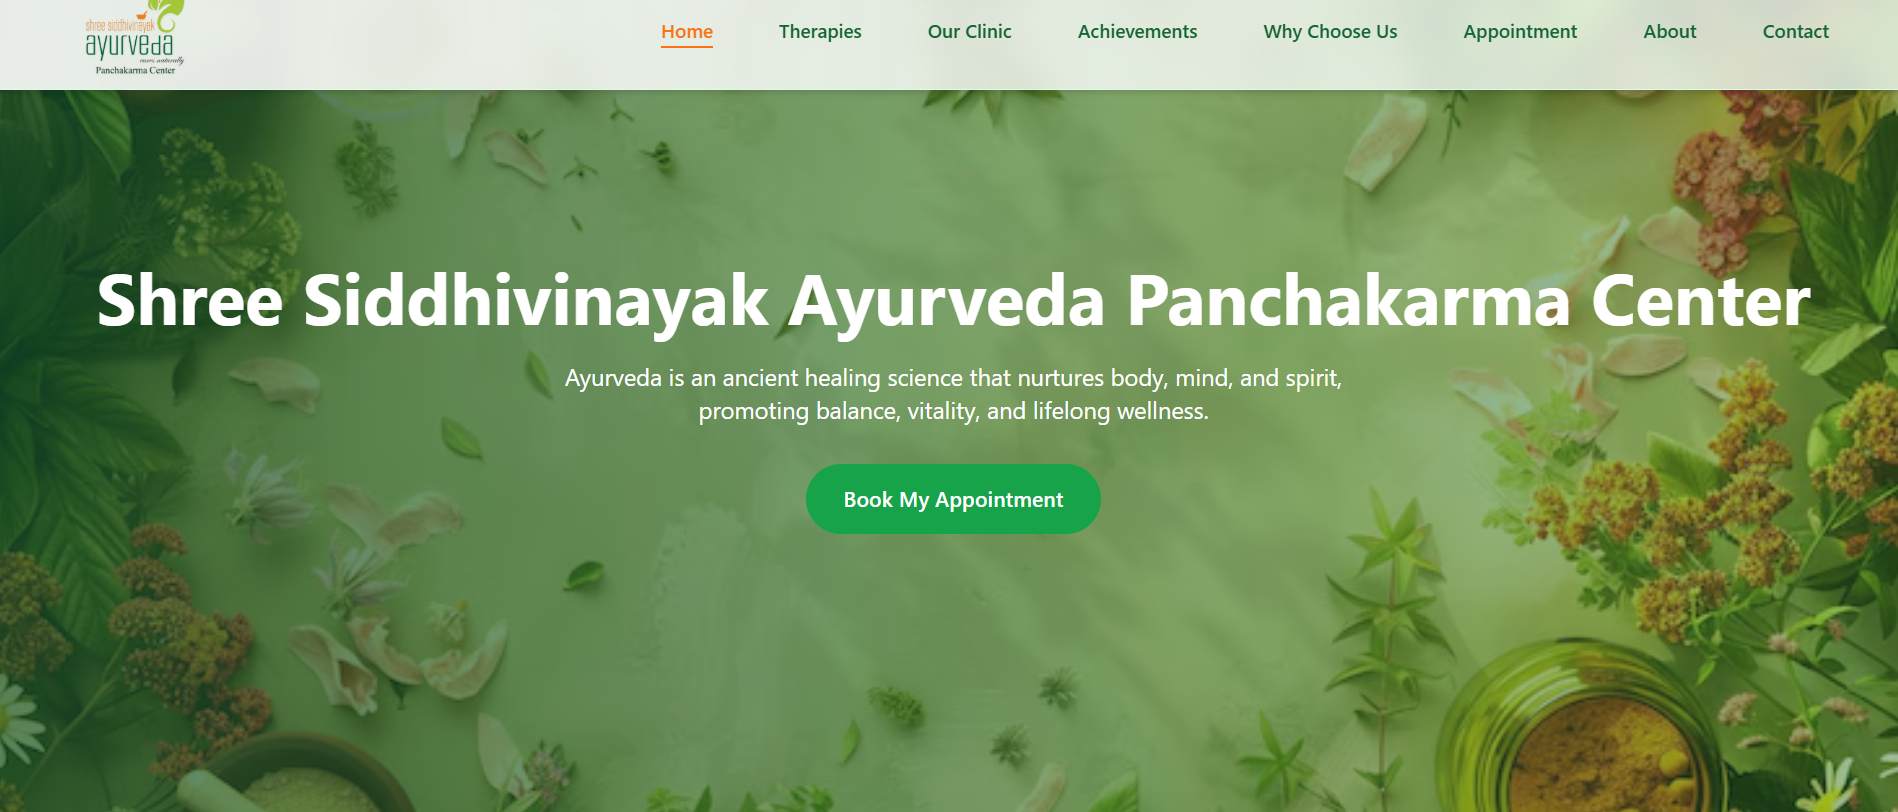 shree siddhivinayak
ayurveda
cures, naturally
Panchakarma Center
Home
Therapies
Our Clinic
Achievements
Why Choose Us
Appointment
About
Contact
Shree Siddhivinayak Ayurveda Panchakarma Center
Ayurveda is an ancient healing science that nurtures body, mind, and spirit,
promoting balance, vitality, and lifelong wellness.
Book My Appointment